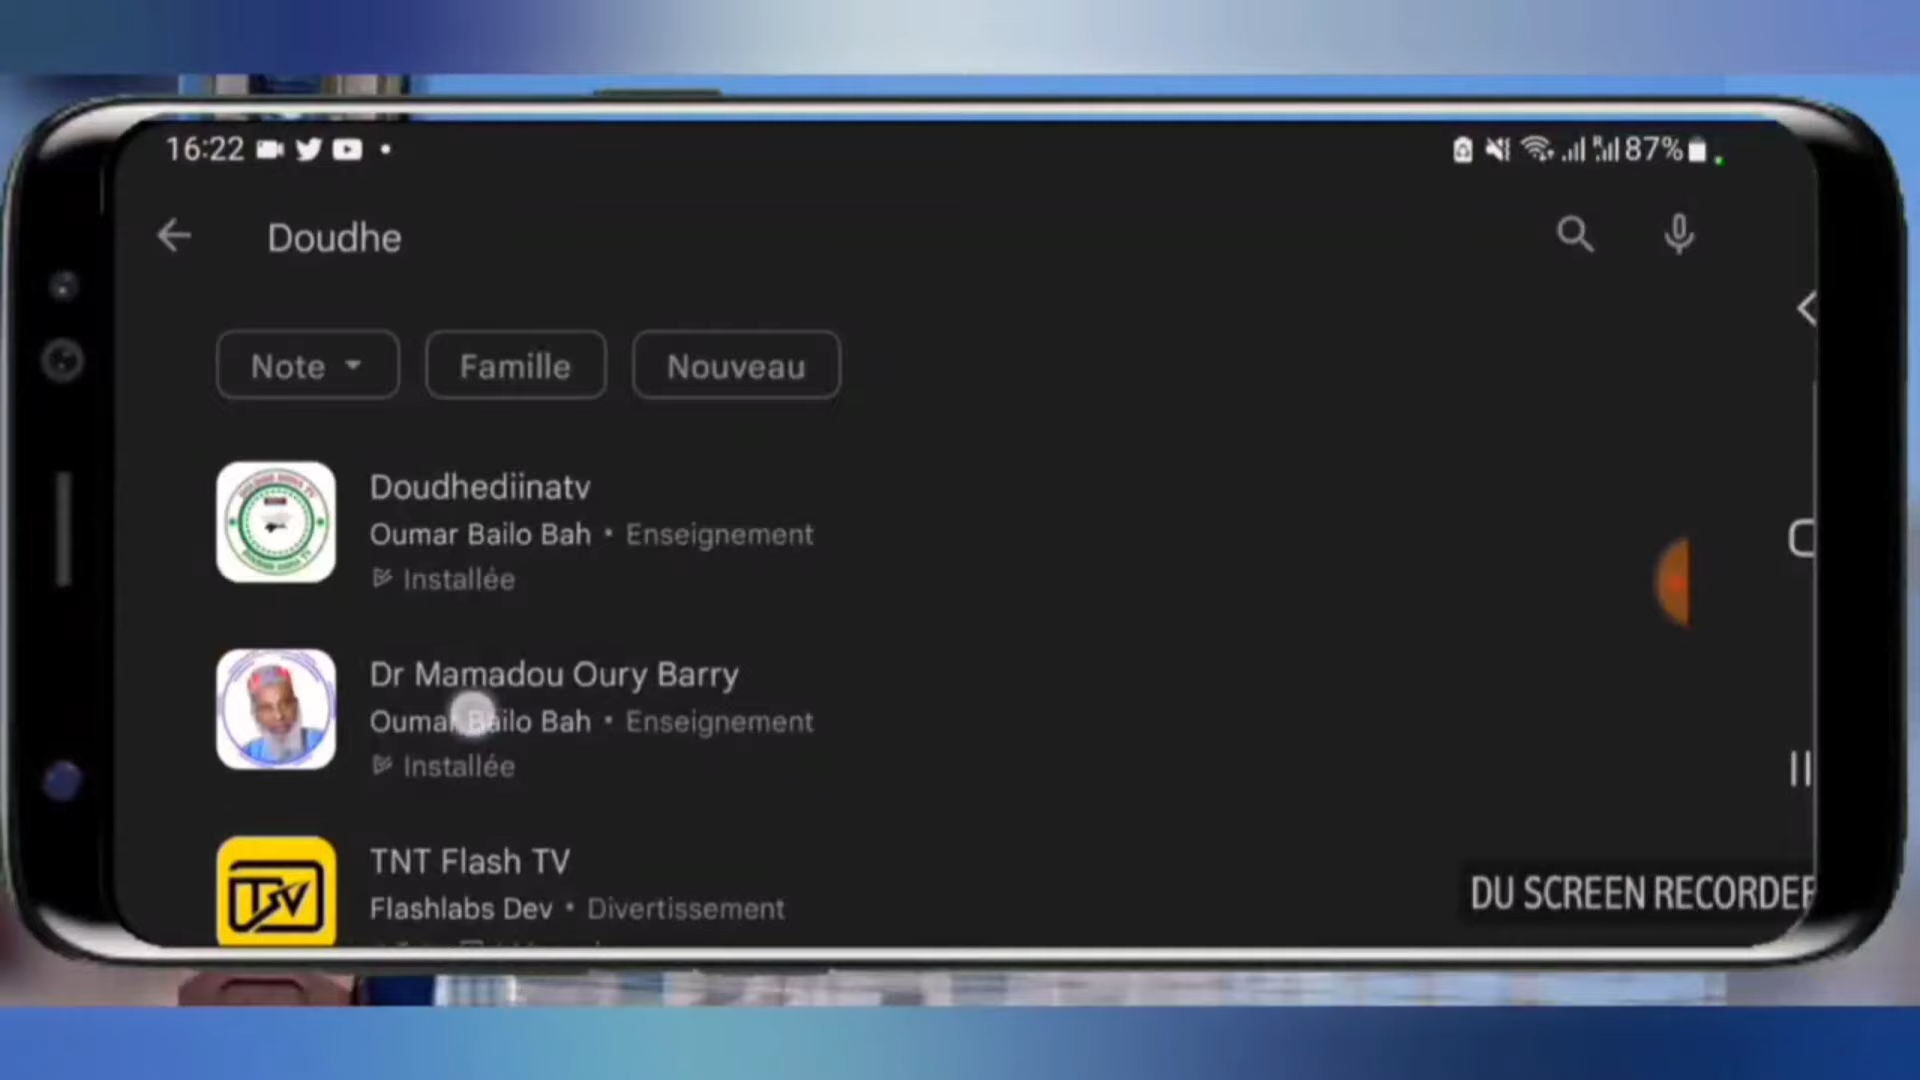 16:22
87%
Doudhe
Note
Famille
Nouveau
Doudhediinatv
Oumar Bailo Bah • Enseignement
Installée
Dr Mamadou Oury Barry
Oumar Bailo Bah • Enseignement
Installée
TNT Flash TV
Flashlabs Dev • Divertissement
DU SCREEN RECORDER